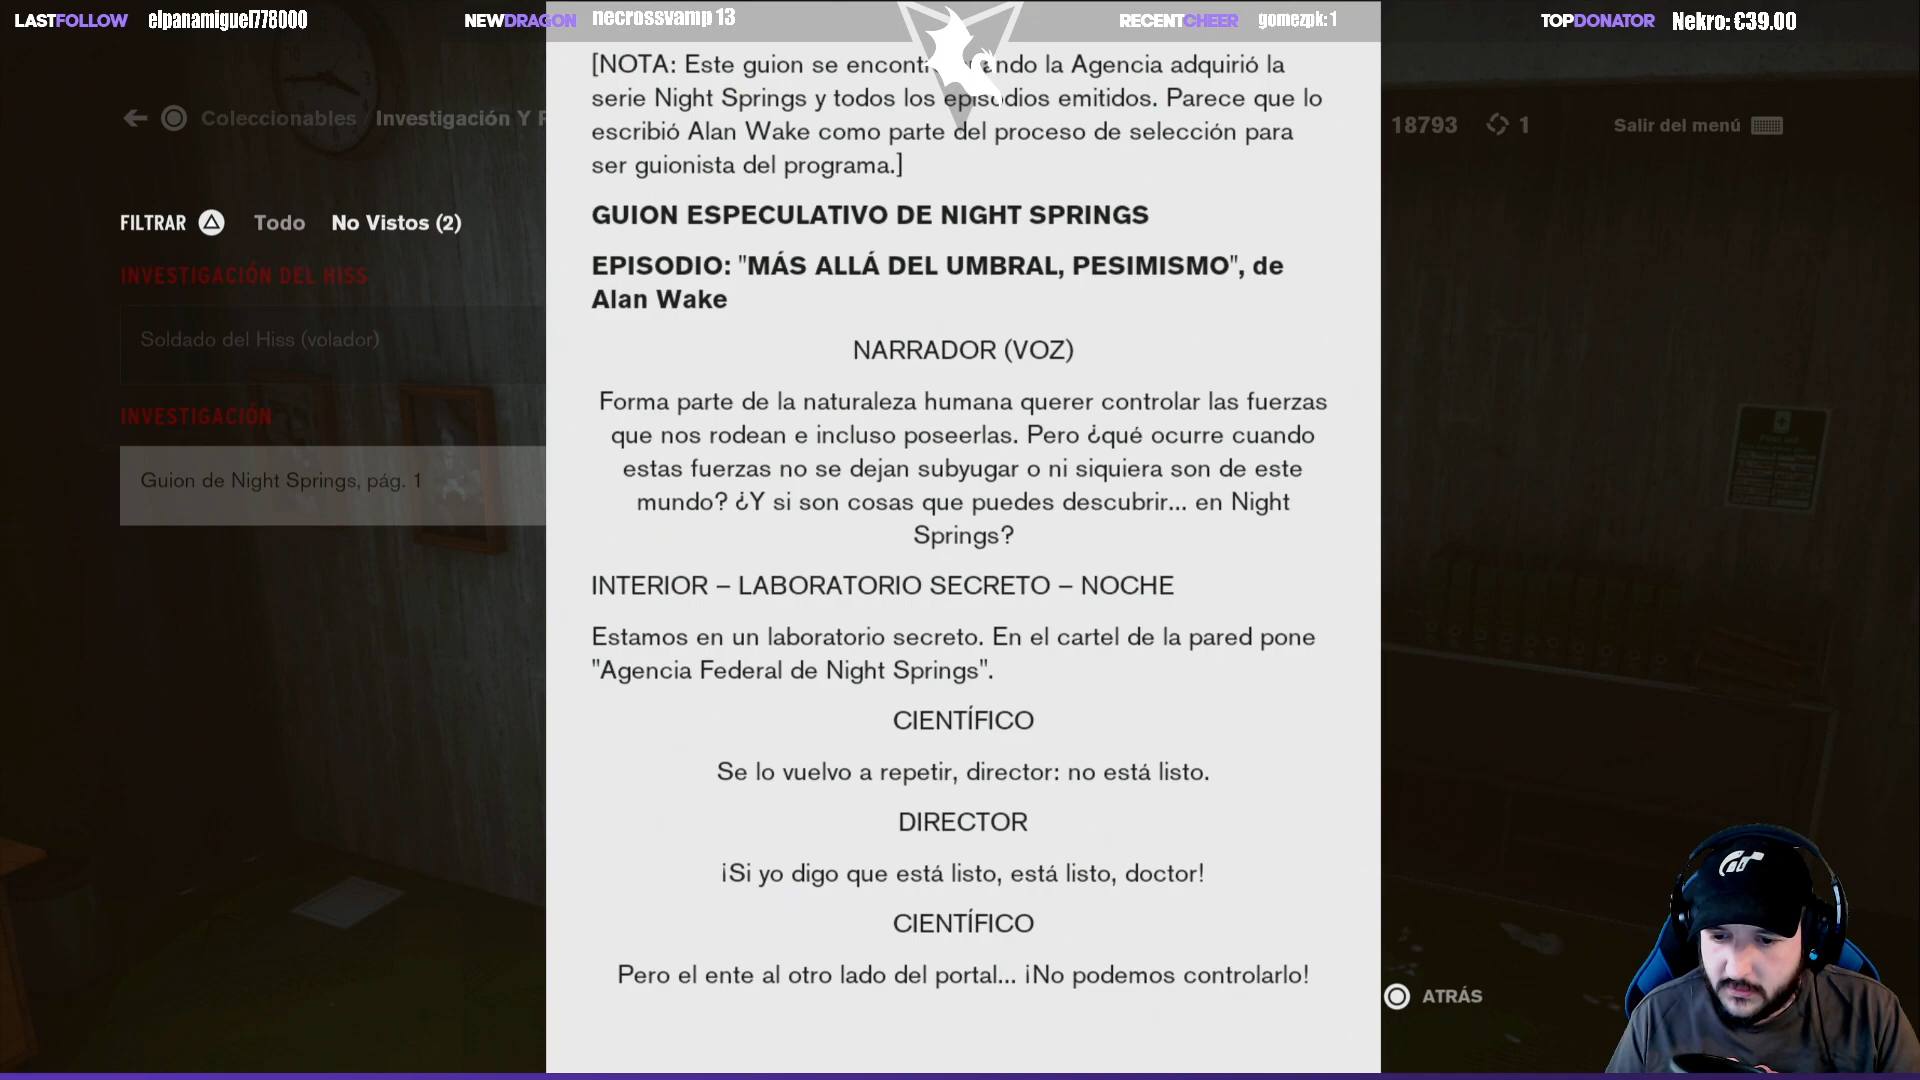 LASTFOLLOW elpanamiguel778000 NEWDRAGON necrossvamp 13 RECENTCHEER gomezpk: 1 TOPDONATOR Nekro: €39.00
Coleccionables Investigación Y 18793 1 Salir del menú
FILTRAR Todo No Vistos (2)
INVESTIGACIÓN DEL HISS
Soldado del Hiss (volador)
INVESTIGACIÓN
Guion de Night Springs, pág. 1
[NOTA: Este guion se la Agencia adquirió la
serie Night Springs y todos los episodios emitidos. Parece que lo
escribió Alan Wake como parte del proceso de selección para
ser guionista del programa.]
GUION ESPECULATIVO DE NIGHT SPRINGS
EPISODIO: "MÁS ALLÁ DEL UMBRAL, PESIMISMO", de
Alan Wake
NARRADOR (VOZ)
Forma parte de la naturaleza humana querer controlar las fuerzas
que nos rodean e incluso poseerlas. Pero ¿qué ocurre cuando
estas fuerzas no se dejan subyugar o ni siquiera son de este
mundo? ¿Y si son cosas que puedes descubrir... en Night
Springs?
INTERIOR – LABORATORIO SECRETO – NOCHE
Estamos en un laboratorio secreto. En el cartel de la pared pone
"Agencia Federal de Night Springs".
CIENTÍFICO
Se lo vuelvo a repetir, director: no está listo.
DIRECTOR
¡Si yo digo que está listo, está listo, doctor!
CIENTÍFICO
Pero el ente al otro lado del portal... ¡No podemos controlarlo!
ATRÁS